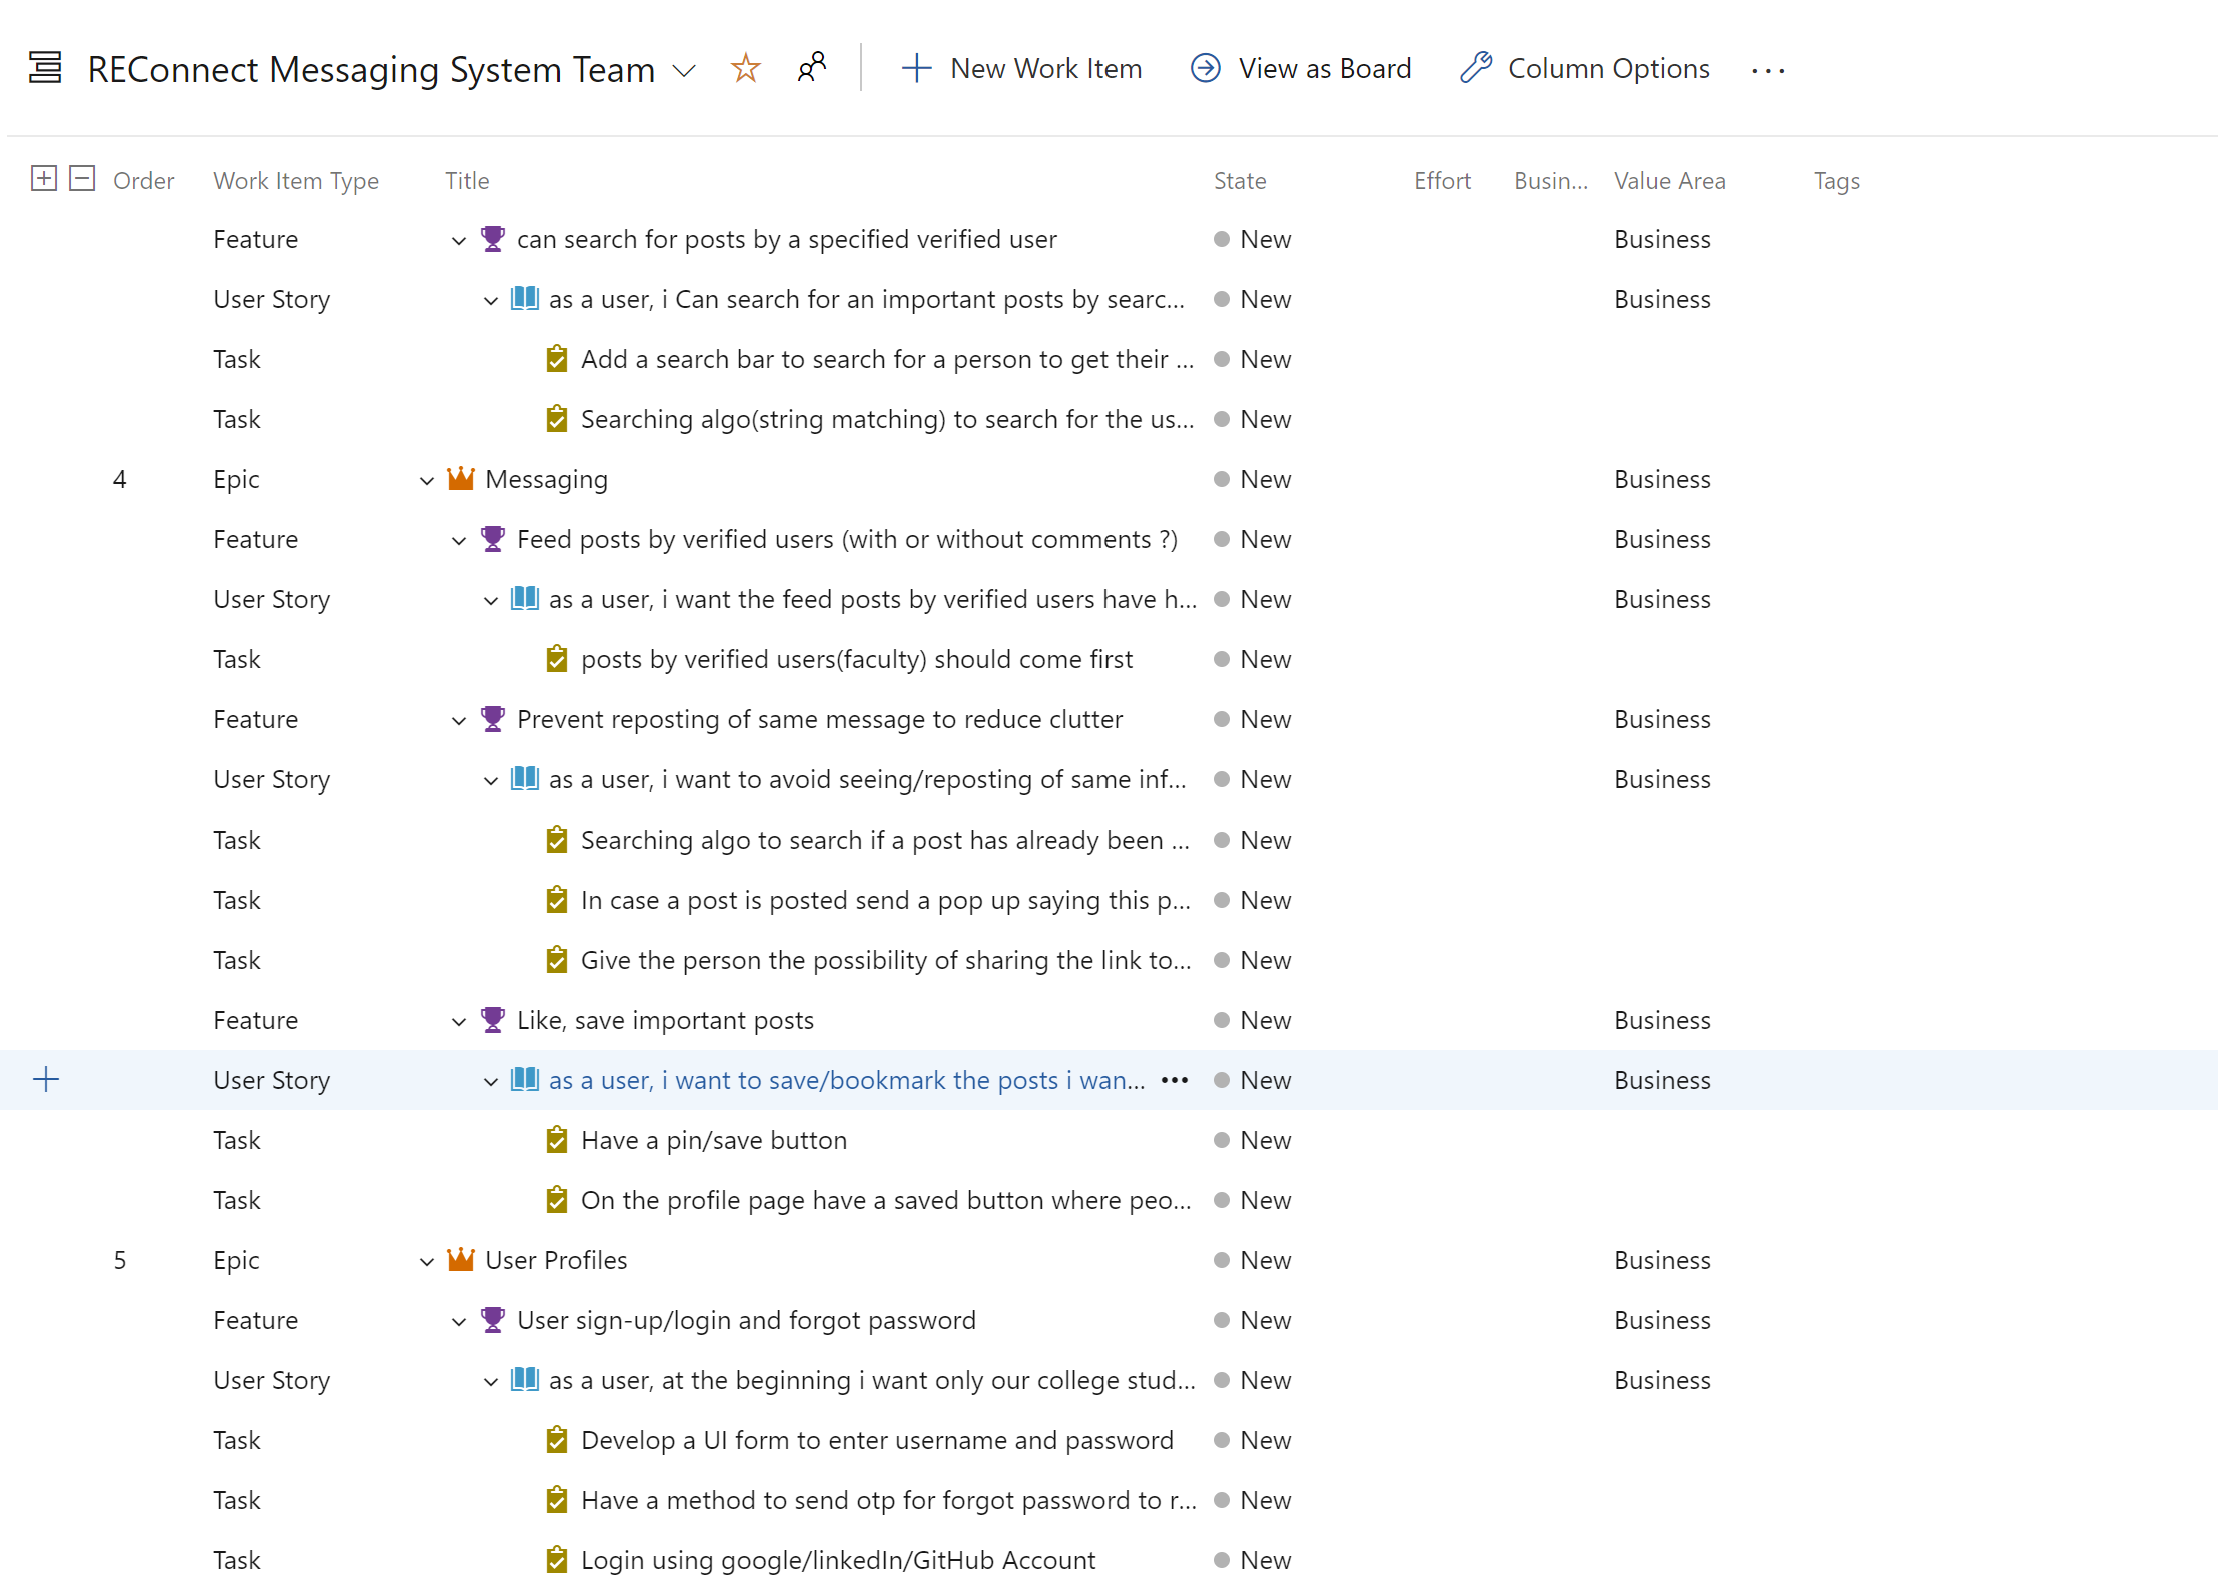 REConnect Messaging System Team New Work Item View as Board Column Options ...
Order Work Item Type Title State Effort Busin... Value Area Tags
Feature can search for posts by a specified verified user New Business
User Story as a user, i Can search for an important posts by searc... New Business
Task Add a search bar to search for a person to get their ... New
Task Searching algo(string matching) to search for the us... New
4 Epic Messaging New Business
Feature Feed posts by verified users (with or without comments ?) New Business
User Story as a user, i want the feed posts by verified users have h... New Business
Task posts by verified users(faculty) should come first New
Feature Prevent reposting of same message to reduce clutter New Business
User Story as a user, i want to avoid seeing/reposting of same inf... New Business
Task Searching algo to search if a post has already been ... New
Task In case a post is posted send a pop up saying this p... New
Task Give the person the possibility of sharing the link to... New
Feature Like, save important posts New Business
User Story as a user, i want to save/bookmark the posts i wan... ... New Business
Task Have a pin/save button New
Task On the profile page have a saved button where peo... New
5 Epic User Profiles New Business
Feature User sign-up/login and forgot password New Business
User Story as a user, at the beginning i want only our college stud... New Business
Task Develop a UI form to enter username and password New
Task Have a method to send otp for forgot password to r... New
Task Login using google/linkedIn/GitHub Account New